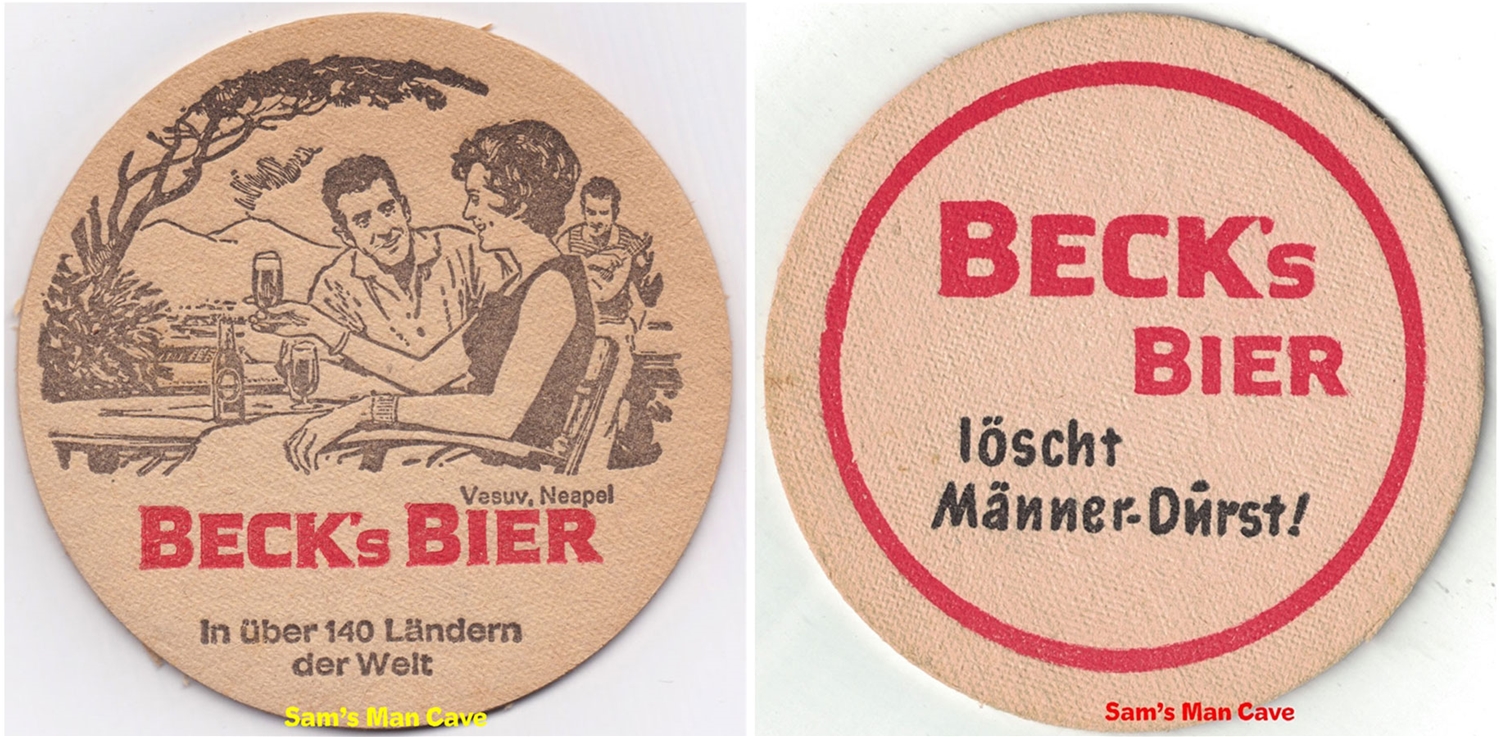 Vesuv, Neapel
BECK's BIER
In über 140 Ländern
der Welt
Sam's Man Cave
BECK's
BIER
löscht
Männer-Durst!
Sam's Man Cave